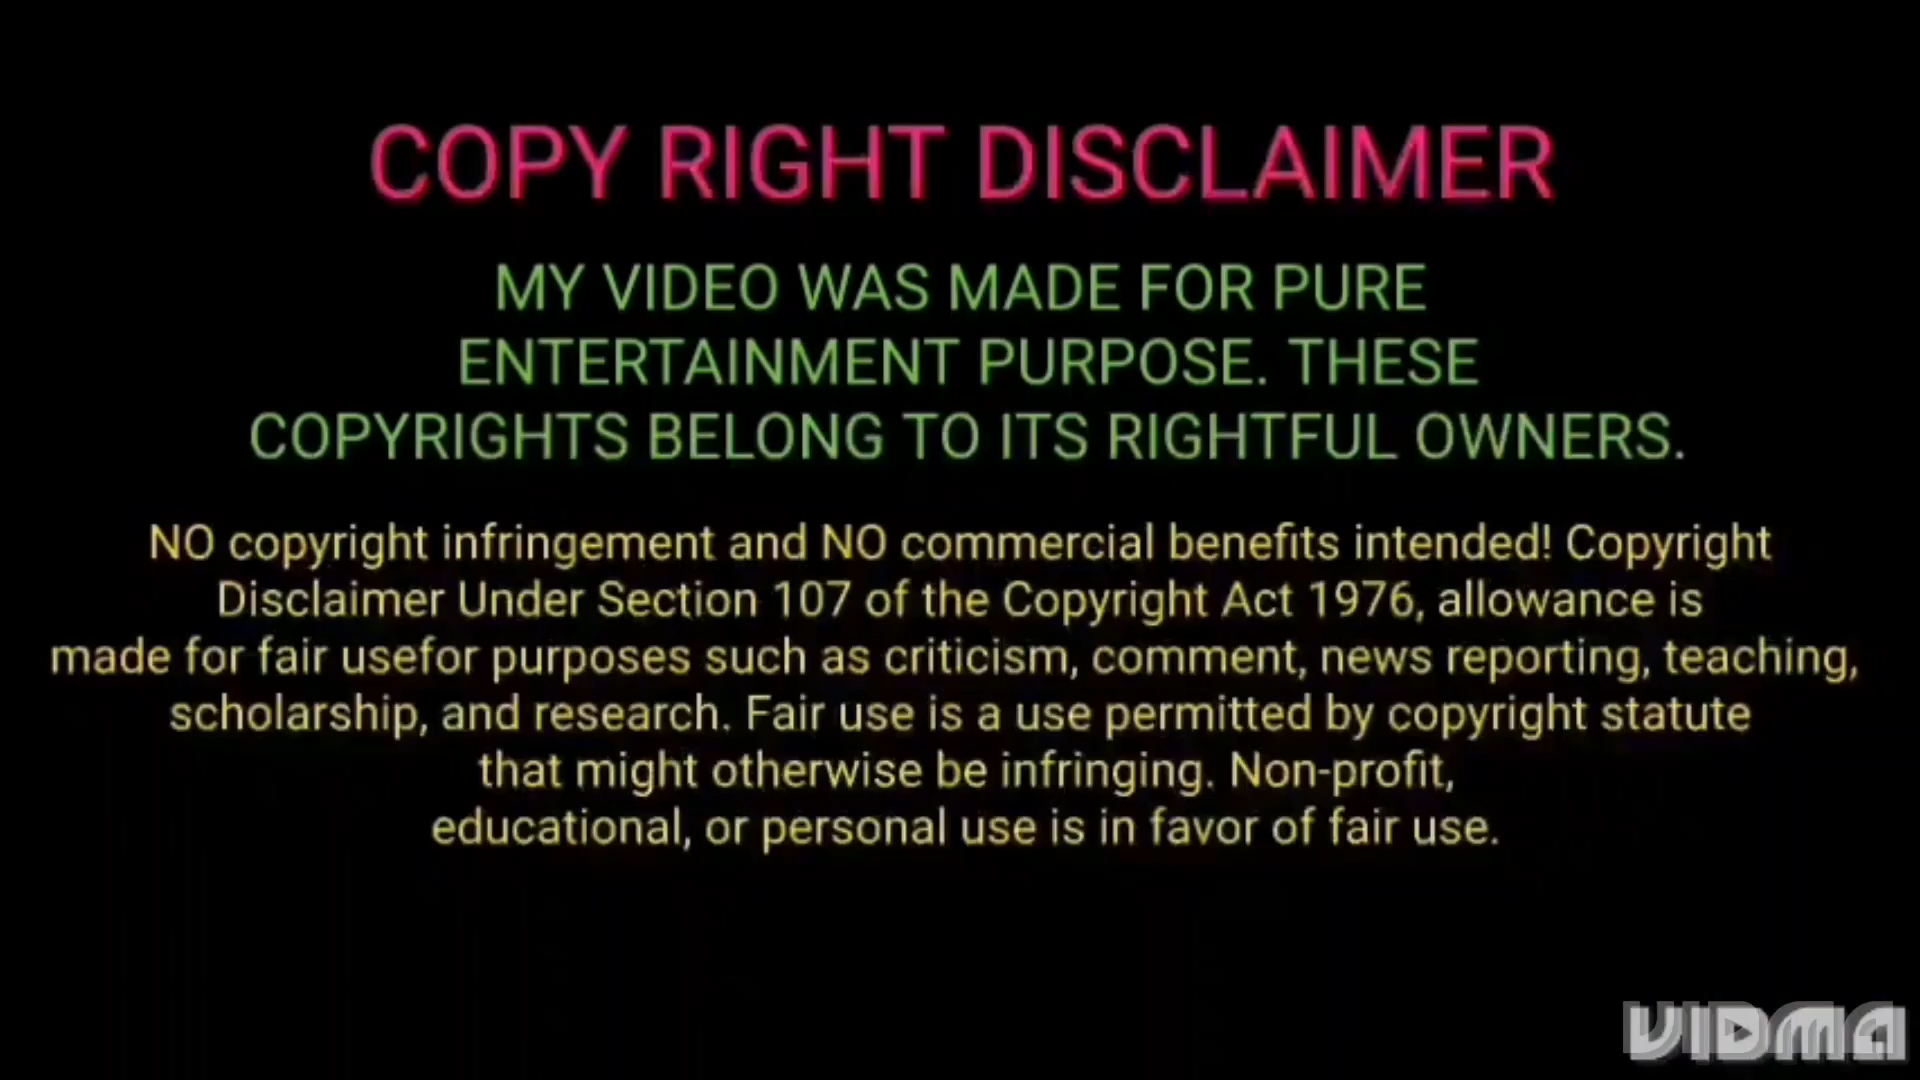 COPY RIGHT DISCLAIMER
MY VIDEO WAS MADE FOR PURE
ENTERTAINMENT PURPOSE. THESE
COPYRIGHTS BELONG TO ITS RIGHTFUL OWNERS.
NO copyright infringement and NO commercial benefits intended! Copyright
Disclaimer Under Section 107 of the Copyright Act 1976, allowance is
made for fair usefor purposes such as criticism, comment, news reporting, teaching,
scholarship, and research. Fair use is a use permitted by copyright statute
that might otherwise be infringing. Non-profit,
educational, or personal use is in favor of fair use.
VIDMA